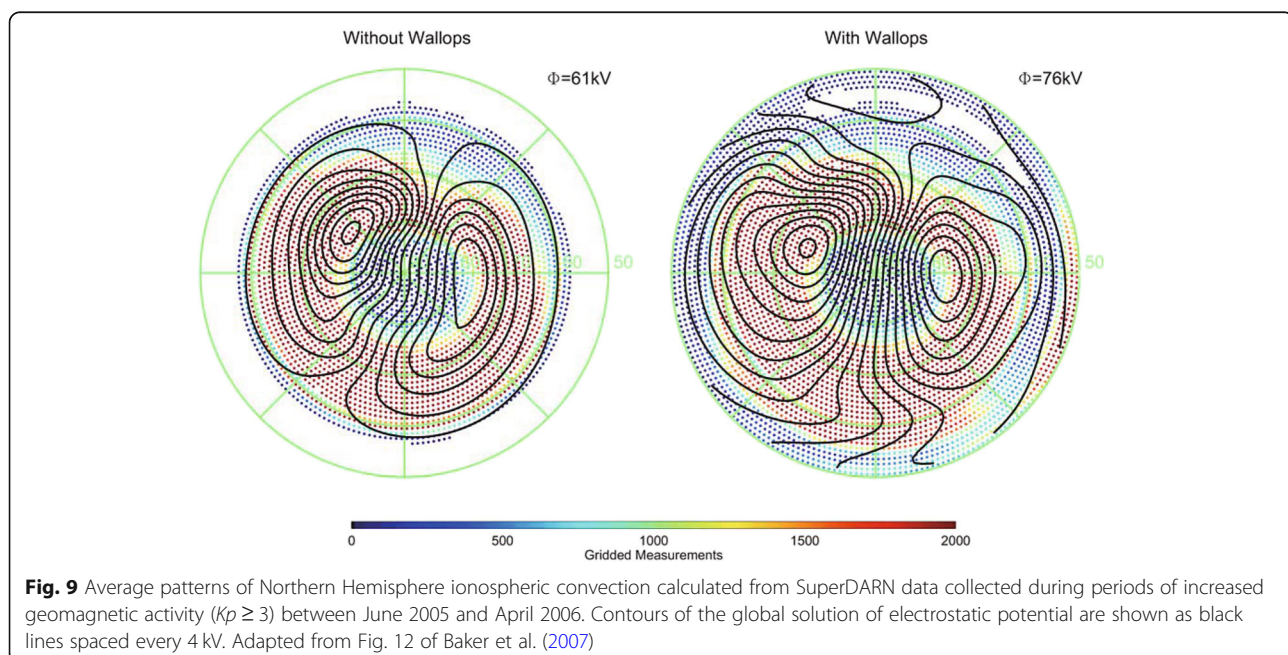 Without Wallops
With Wallops
Φ=61kV
Φ=76kV
60 50
50
0 500 1000 1500 2000
Gridded Measurements
Fig. 9 Average patterns of Northern Hemisphere ionospheric convection calculated from SuperDARN data collected during periods of increased
geomagnetic activity (Kp ≥ 3) between June 2005 and April 2006. Contours of the global solution of electrostatic potential are shown as black
lines spaced every 4 kV. Adapted from Fig. 12 of Baker et al. (2007)